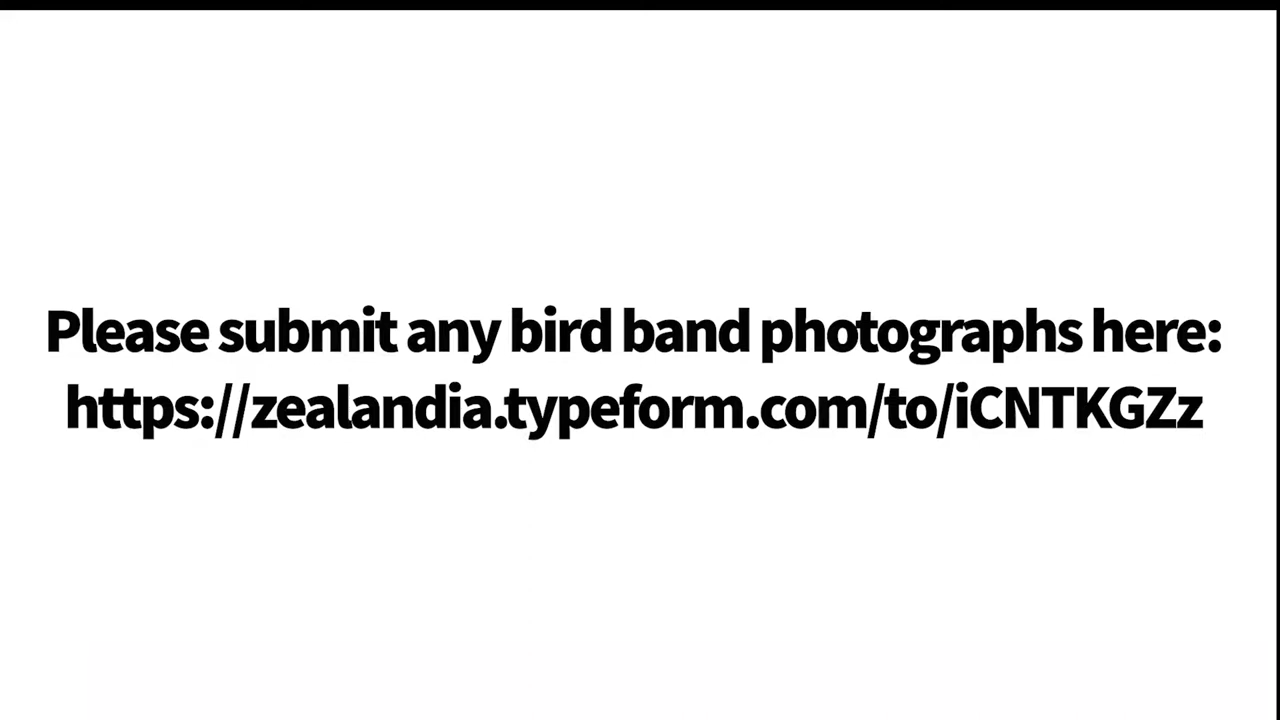 Please submit any bird band photographs here:
https://zealandia.typeform.com/to/iCNTKGZz